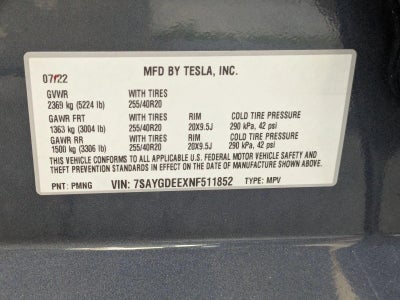 07/22 MFD BY TESLA, INC.
GVWR WITH TIRES
2369 kg (5224 lb) 255/40R20
GAWR FRT WITH TIRES RIM COLD TIRE PRESSURE
1363 kg (3004 lb) 255/40R20 20X9.5J 290 kPa, 42 psi
GAWR RR WITH TIRES RIM COLD TIRE PRESSURE
1500 kg (3306 lb) 255/40R20 20X9.5J 290 kPa, 42 psi
THIS VEHICLE CONFORMS TO ALL APPLICABLE U.S. FEDERAL MOTOR VEHICLE SAFETY AND
THEFT PREVENTION STANDARDS IN EFFECT ON THE DATE OF MANUFACTURE SHOWN ABOVE.
PNT: PMNG VIN: 7SAYGDEEXNF511852 TYPE: MPV